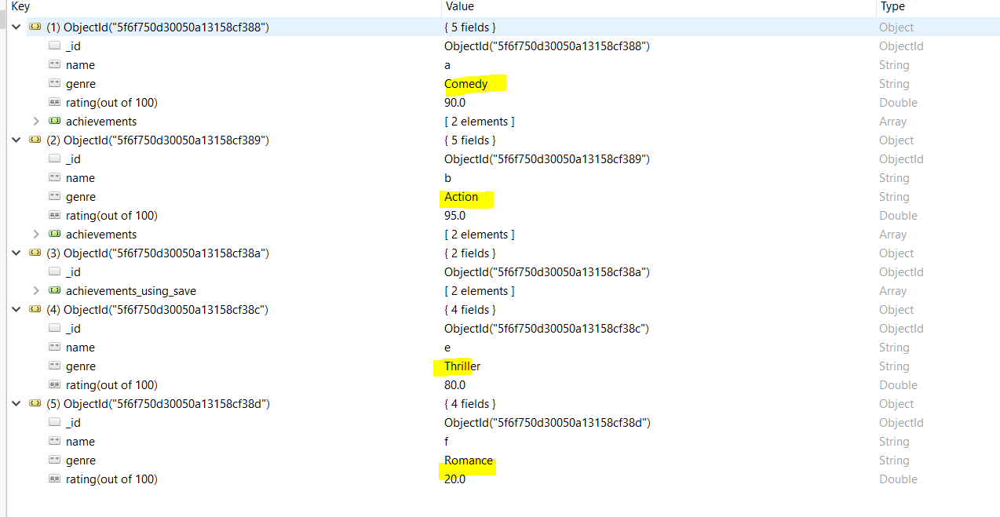 Key Value Type
(1) ObjectId("5f6f750d30050a13158cf388") { 5 fields } Object
_id ObjectId("5f6f750d30050a13158cf388") ObjectId
"" name a String
"" genre Comedy String
## rating(out of 100) 90.0 Double
achievements [ 2 elements ] Array
(2) ObjectId("5f6f750d30050a13158cf389") { 5 fields } Object
_id ObjectId("5f6f750d30050a13158cf389") ObjectId
"" name b String
"" genre Action String
## rating(out of 100) 95.0 Double
achievements [ 2 elements ] Array
(3) ObjectId("5f6f750d30050a13158cf38a") { 2 fields } Object
_id ObjectId("5f6f750d30050a13158cf38a") ObjectId
achievements_using_save [ 2 elements ] Array
(4) ObjectId("5f6f750d30050a13158cf38c") { 4 fields } Object
_id ObjectId("5f6f750d30050a13158cf38c") ObjectId
"" name e String
"" genre Thriller String
## rating(out of 100) 80.0 Double
(5) ObjectId("5f6f750d30050a13158cf38d") { 4 fields } Object
_id ObjectId("5f6f750d30050a13158cf38d") ObjectId
"" name f String
"" genre Romance String
## rating(out of 100) 20.0 Double